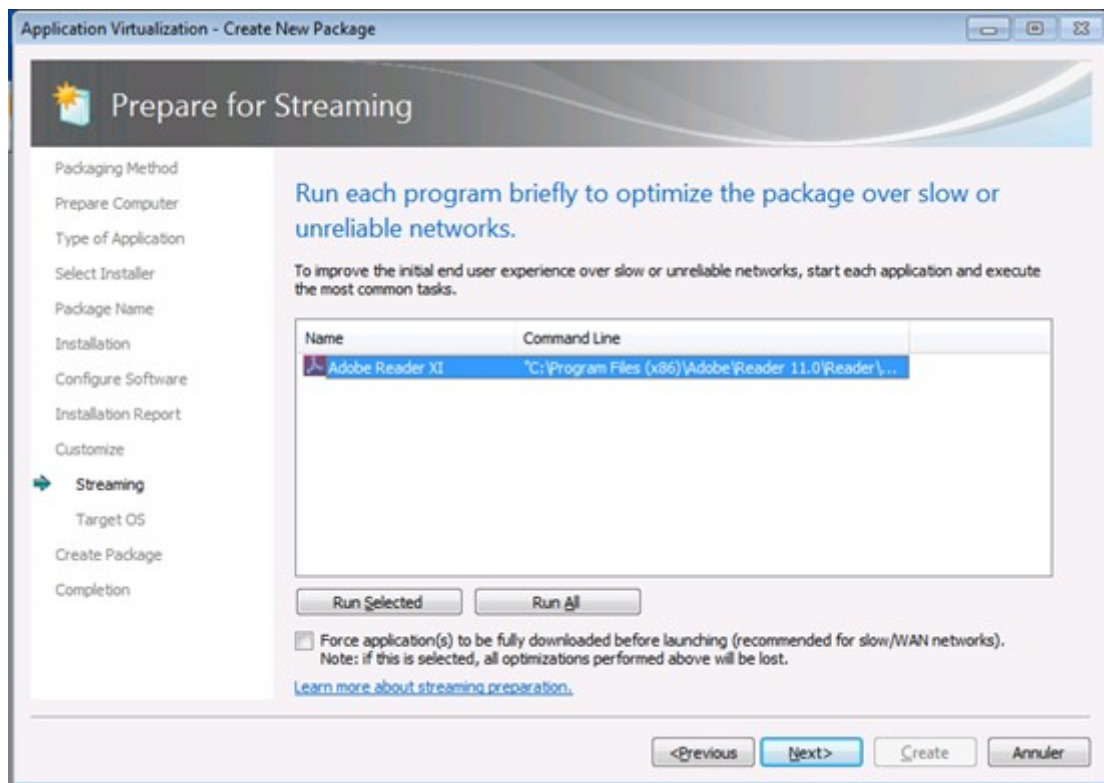 Application Virtualization - Create New Package
Prepare for Streaming
Packaging Method
Prepare Computer
Type of Application
Select Installer
Package Name
Installation
Configure Software
Installation Report
Customize
Streaming
Target OS
Create Package
Completion
Run each program briefly to optimize the package over slow or
unreliable networks.
To improve the initial end user experience over slow or unreliable networks, start each application and execute
the most common tasks.
Name Command Line
Adobe Reader XI "C:\Program Files (x86)\Adobe\Reader 11.0\Reader\...
Run Selected Run All
Force application(s) to be fully downloaded before launching (recommended for slow/WAN networks).
Note: if this is selected, all optimizations performed above will be lost.
Learn more about streaming preparation.
<Previous Next> Create Annuler